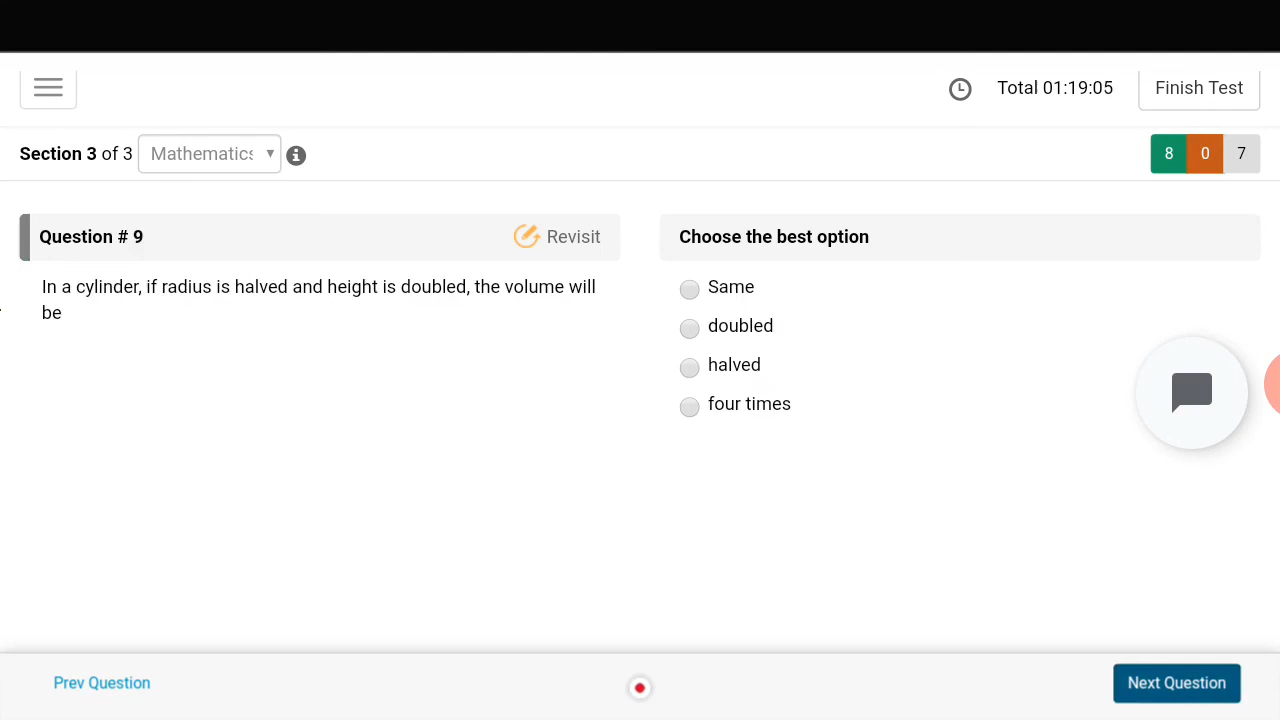 Total 01:19:05
Finish Test
Section 3 of 3
Mathematics
8 0 7
Question # 9
Revisit
In a cylinder, if radius is halved and height is doubled, the volume will
be
Choose the best option
Same
doubled
halved
four times
Prev Question
Next Question